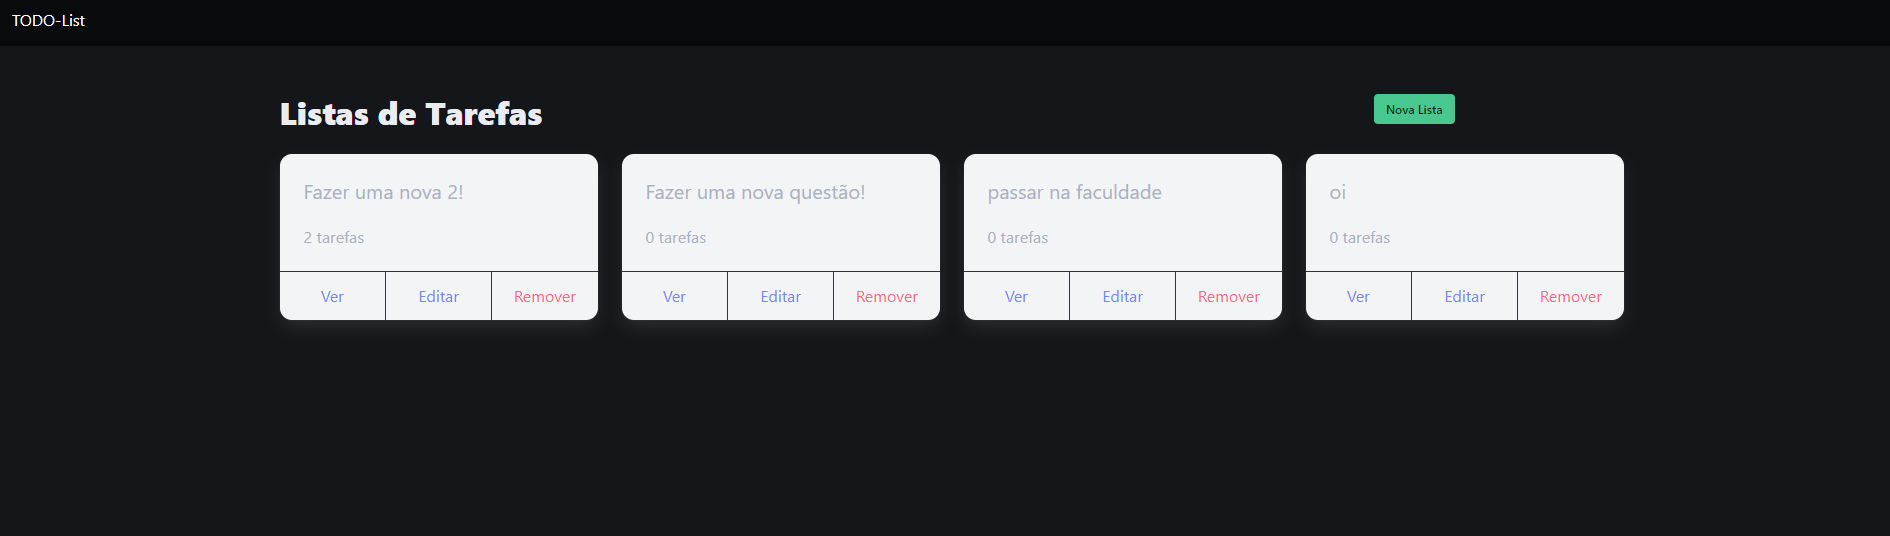 TODO-List
Listas de Tarefas
Nova Lista
Fazer uma nova 2!
2 tarefas
Ver
Editar
Remover
Fazer uma nova questão!
0 tarefas
Ver
Editar
Remover
passar na faculdade
0 tarefas
Ver
Editar
Remover
oi
0 tarefas
Ver
Editar
Remover